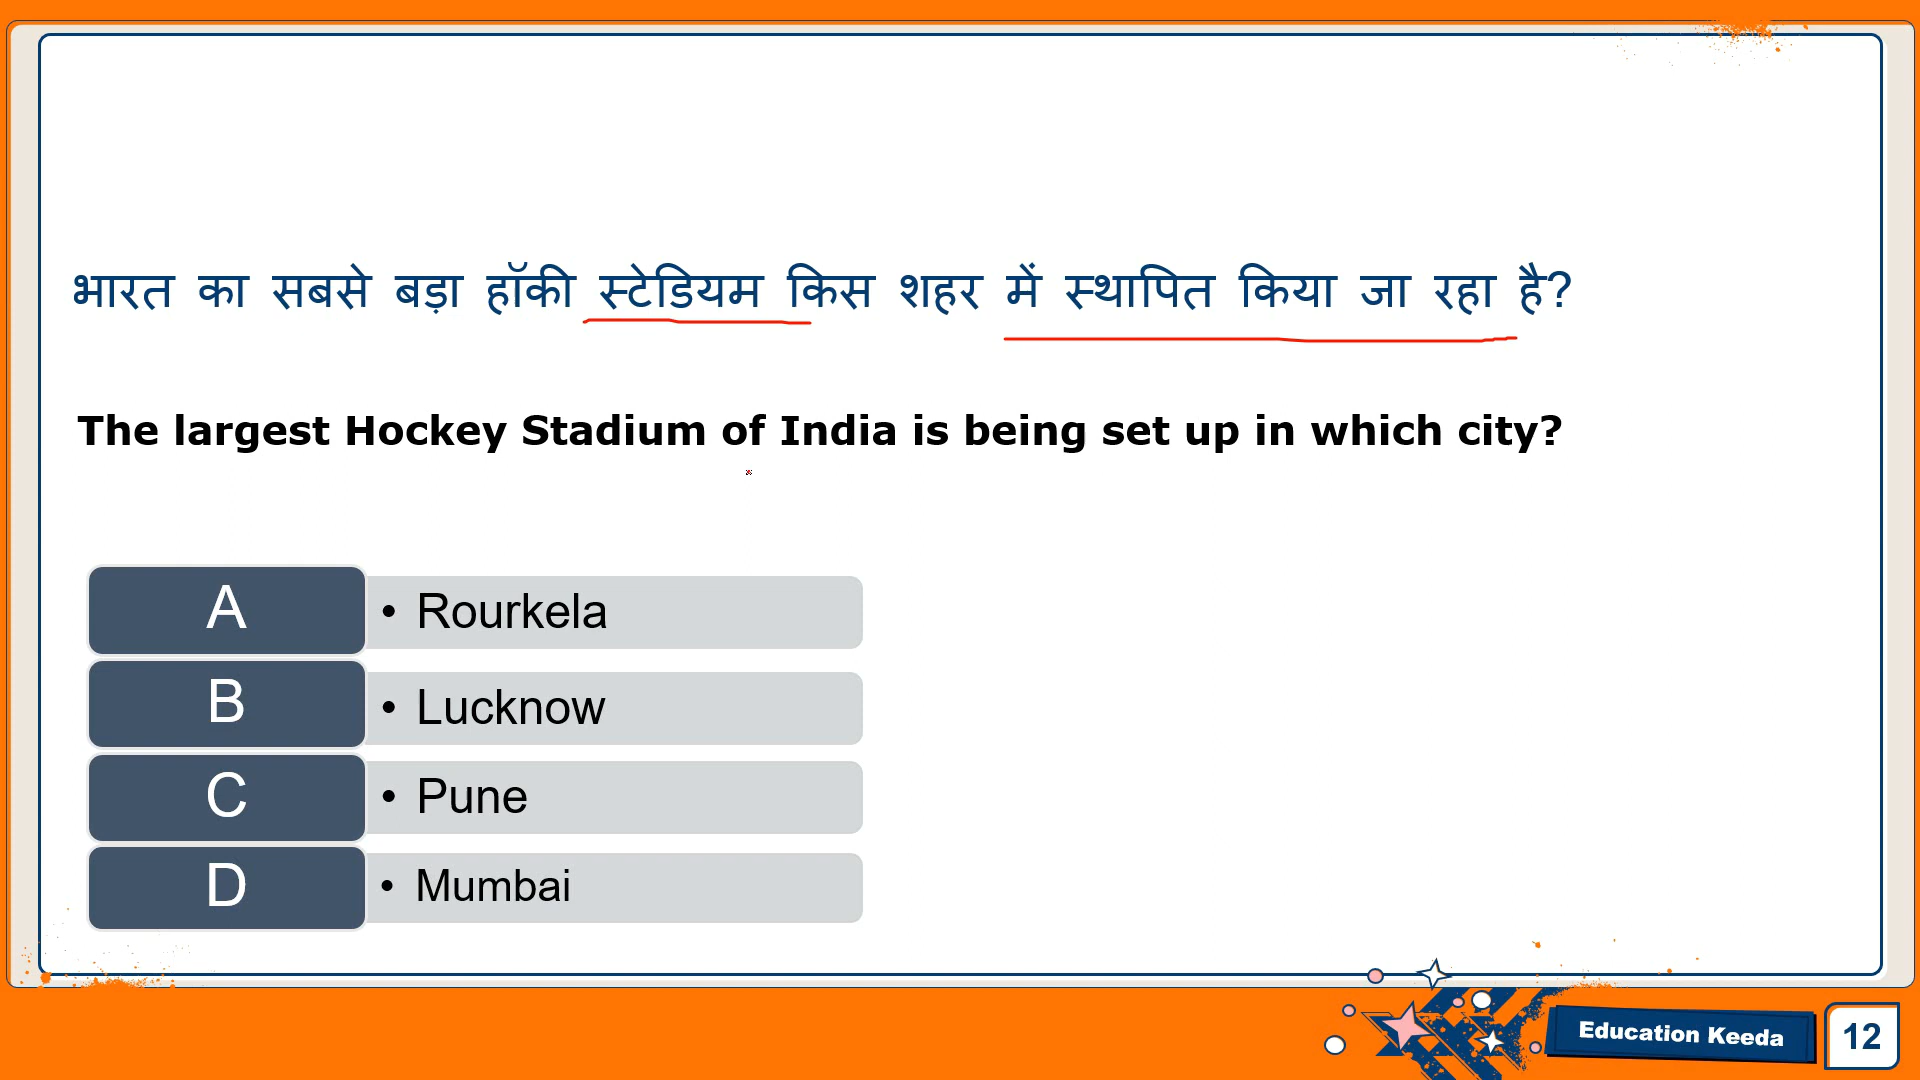 भारत का सबसे बड़ा हॉकी स्टेडियम किस शहर में स्थापित किया जा रहा है?
The largest Hockey Stadium of India is being set up in which city?
A • Rourkela
B • Lucknow
C • Pune
D • Mumbai
Education Keeda 12